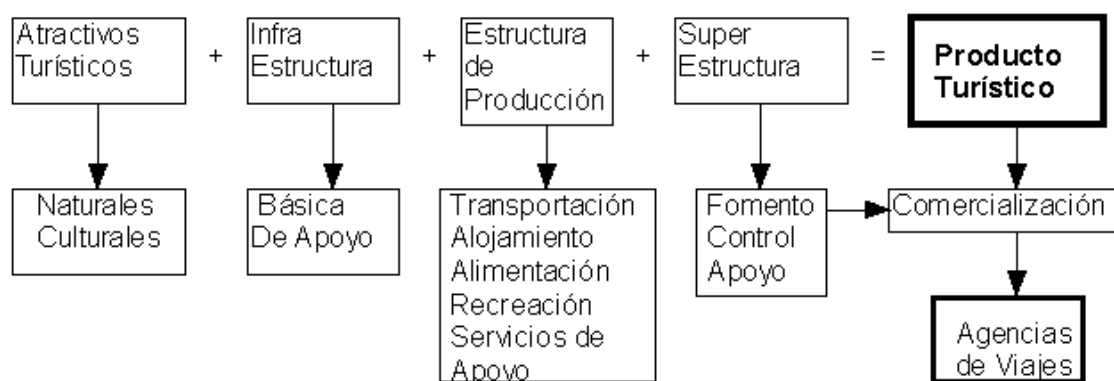 Atractivos
Turísticos
+
Infra
Estructura
+
Estructura
de
Producción
+
Super
Estructura
=
Producto
Turístico
Naturales
Culturales
Básica
De Apoyo
Transportación
Alojamiento
Alimentación
Recreación
Servicios de
Apoyo
Fomento
Control
Apoyo
Comercialización
Agencias
de Viajes